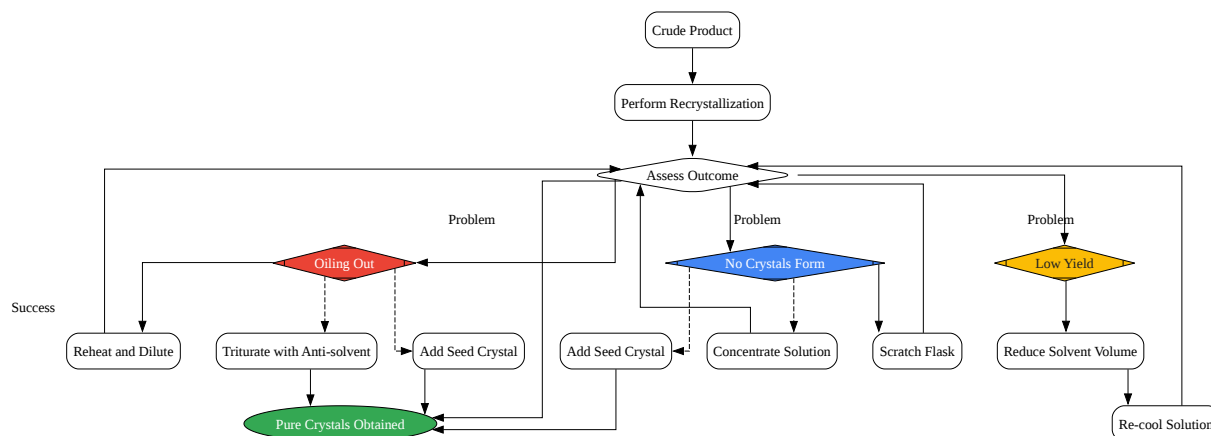 Crude Product
Perform Recrystallization
Assess Outcome
Problem
Problem
Problem
Oiling Out
No Crystals Form
Low Yield
Success
Reheat and Dilute
Triturate with Anti-solvent
Add Seed Crystal
Add Seed Crystal
Concentrate Solution
Scratch Flask
Reduce Solvent Volume
Pure Crystals Obtained
Re-cool Solution